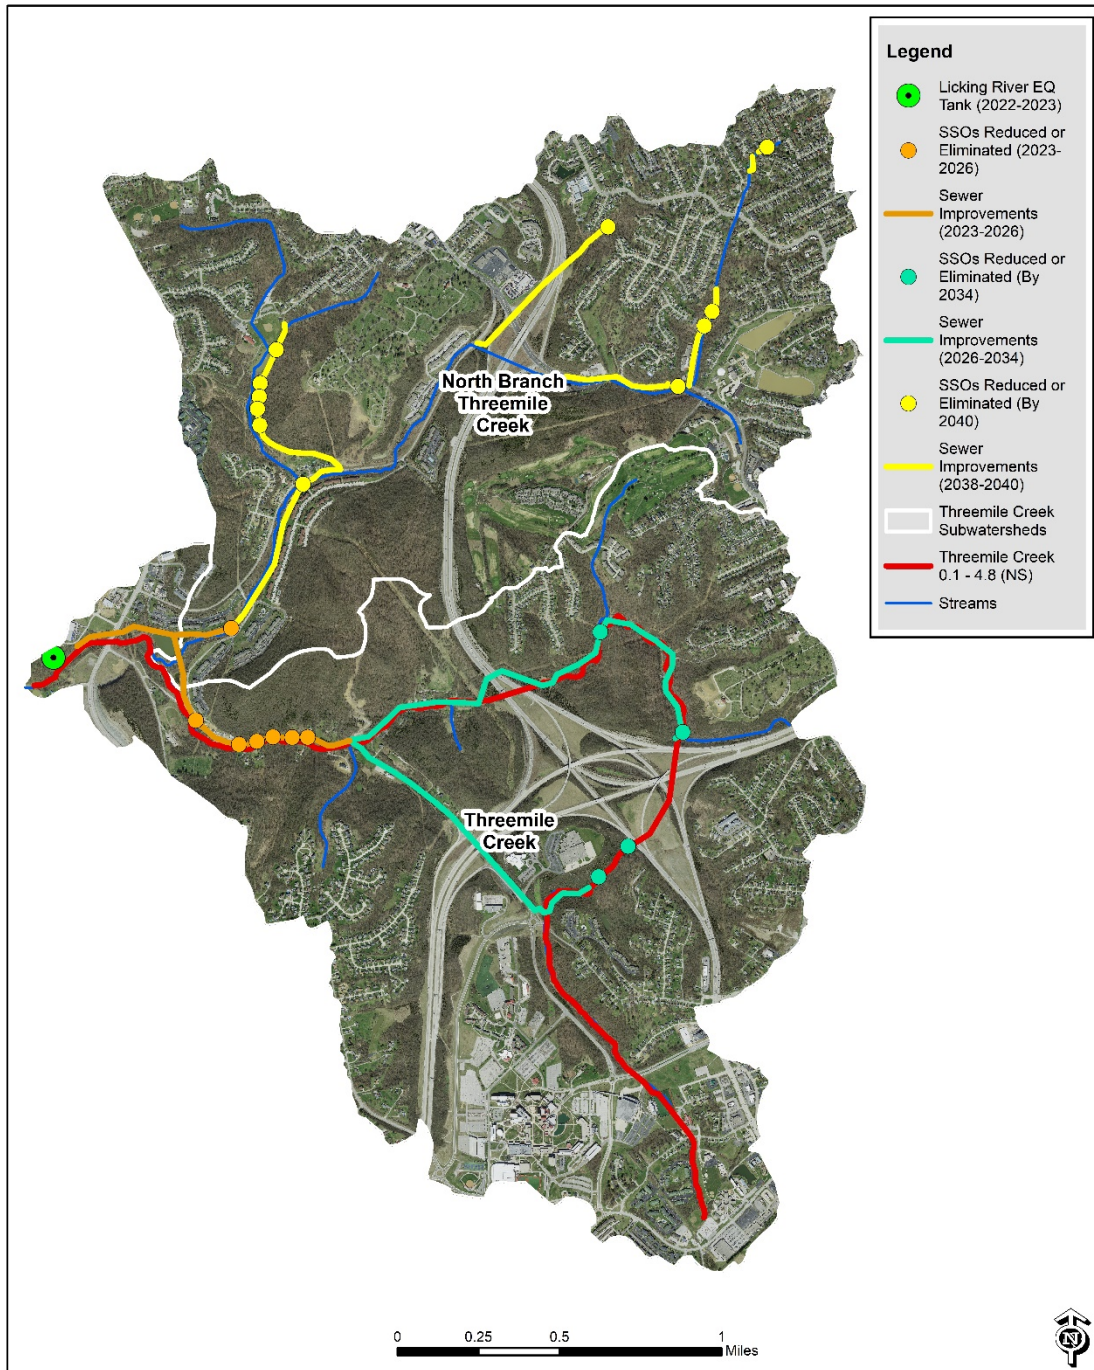 Legend
Licking River EQ
Tank (2022-2023)
SSOs Reduced or
Eliminated (2023-
2026)
Sewer
Improvements
(2023-2026)
SSOs Reduced or
Eliminated (By
2034)
Sewer
Improvements
(2026-2034)
SSOs Reduced or
Eliminated (By
2040)
Sewer
Improvements
(2038-2040)
Threemile Creek
Subwatersheds
Threemile Creek
0.1 - 4.8 (NS)
Streams
North Branch
Threemile
Creek
Threemile
Creek
0 0.25 0.5 1
Miles
N